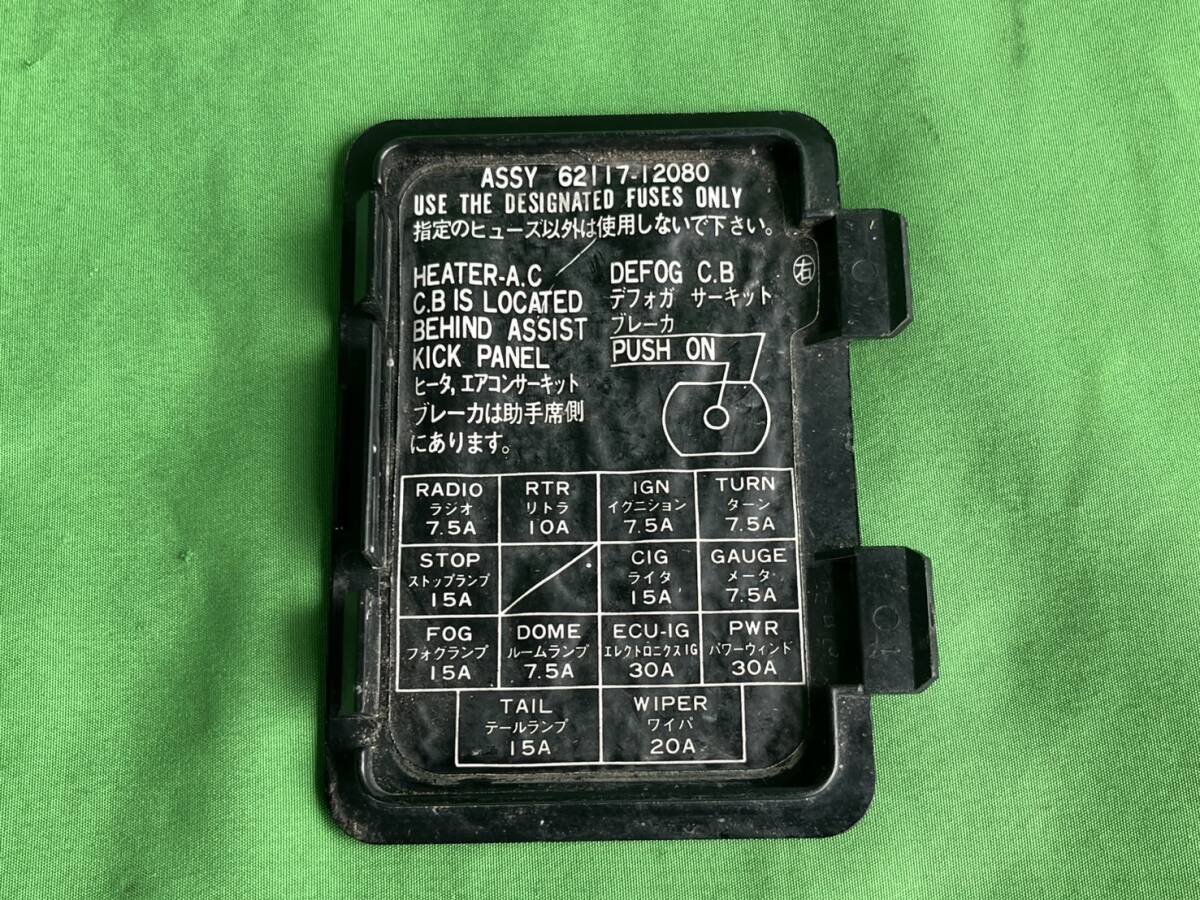 ASSY 62117-12080
USE THE DESIGNATED FUSES ONLY
指定のヒューズ以外は使用しないで下さい。
HEATER-A.C
C.B IS LOCATED
BEHIND ASSIST
KICK PANEL
ヒータ,エアコンサーキット
ブレーカは助手席側
にあります。
DEFOG C.B
デフォガ サーキット
ブレーカ
PUSH ON
右
RADIO
ラジオ
7.5A
RTR
リトラ
10A
IGN
イグニション
7.5A
TURN
ターン
7.5A
STOP
ストップランプ
15A
CIG
ライタ
15A
GAUGE
メータ
7.5A
FOG
フォグランプ
15A
DOME
ルームランプ
7.5A
ECU-IG
エレクトロニクスIG
30A
PWR
パワーウィンド
30A
TAIL
テールランプ
15A
WIPER
ワイパ
20A